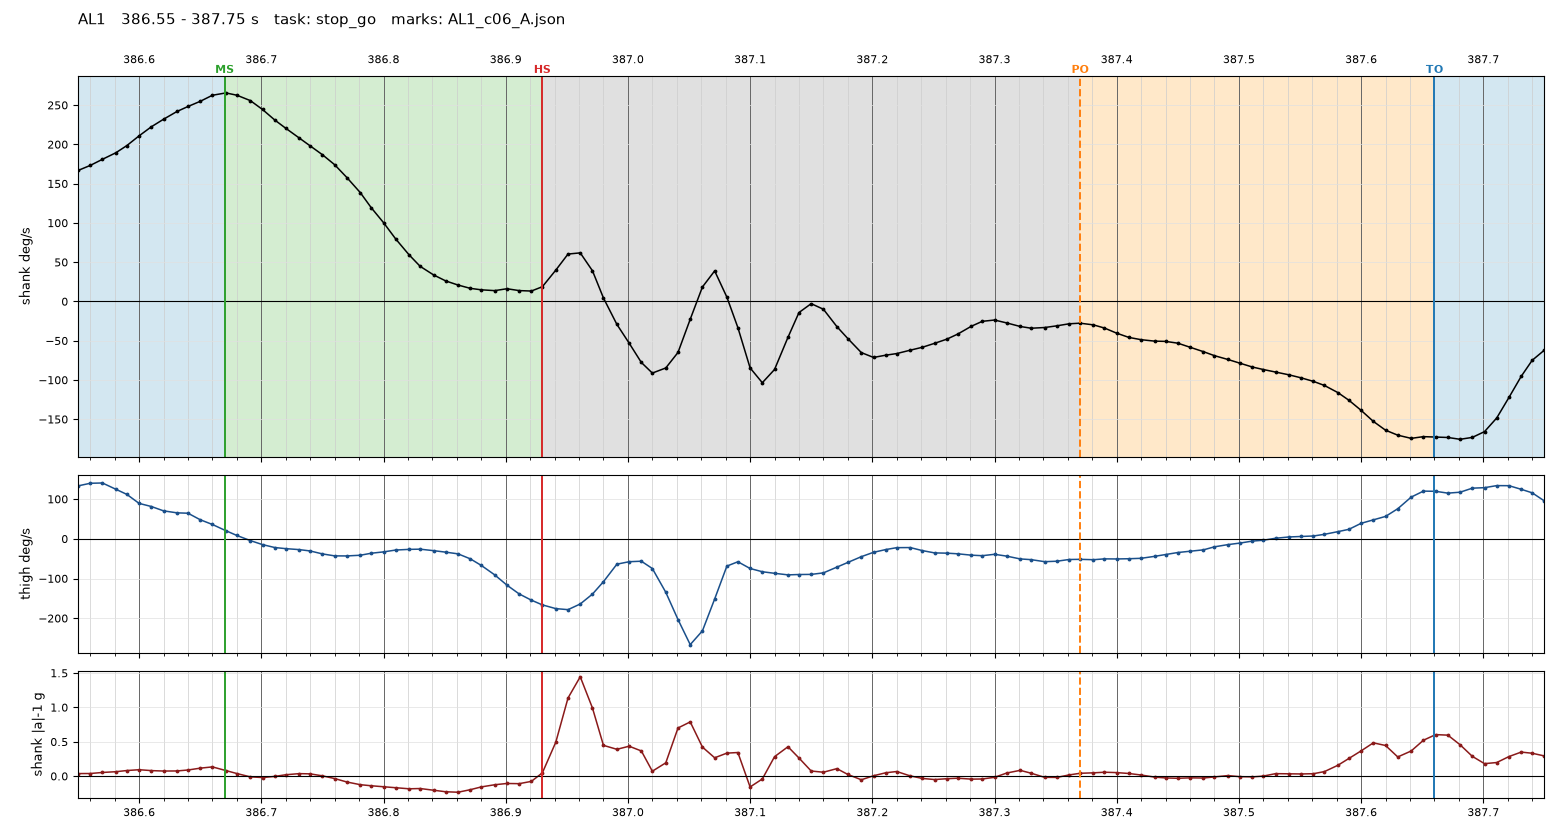 AL1   386.55 - 387.75 s   task: stop_go   marks: AL1_c06_A.json
386.6 386.7 386.8 386.9 387.0 387.1 387.2 387.3 387.4 387.5 387.6 387.7
MS HS PO TO
shank deg/s
250
200
150
100
50
0
−50
−100
−150
thigh deg/s
100
0
−100
−200
shank |a|-1 g
1.5
1.0
0.5
0.0
386.6 386.7 386.8 386.9 387.0 387.1 387.2 387.3 387.4 387.5 387.6 387.7